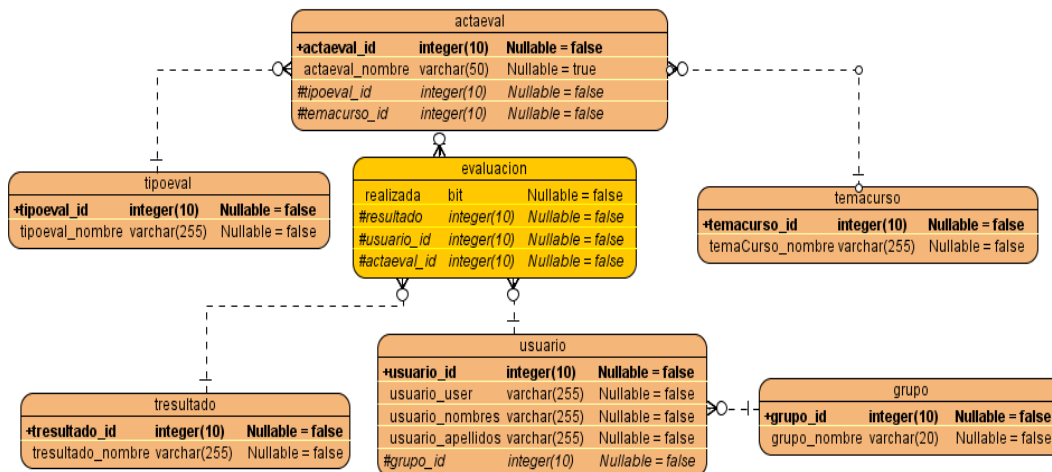 actaeval
+actaeval_id integer(10) Nullable = false
actaeval_nombre varchar(50) Nullable = true
#tipoeval_id integer(10) Nullable = false
#temacurso_id integer(10) Nullable = false
evaluacion
realizada bit Nullable = false
#resultado integer(10) Nullable = false
#usuario_id integer(10) Nullable = false
#actaeval_id integer(10) Nullable = false
tipoeval
+tipoeval_id integer(10) Nullable = false
tipoeval_nombre varchar(255) Nullable = false
temacurso
+temacurso_id integer(10) Nullable = false
temaCurso_nombre varchar(255) Nullable = false
usuario
+usuario_id integer(10) Nullable = false
usuario_user varchar(255) Nullable = false
usuario_nombres varchar(255) Nullable = false
usuario_apellidos varchar(255) Nullable = false
#grupo_id integer(10) Nullable = false
grupo
+grupo_id integer(10) Nullable = false
grupo_nombre varchar(20) Nullable = false
tresultado
+tresultado_id integer(10) Nullable = false
tresultado_nombre varchar(255) Nullable = false